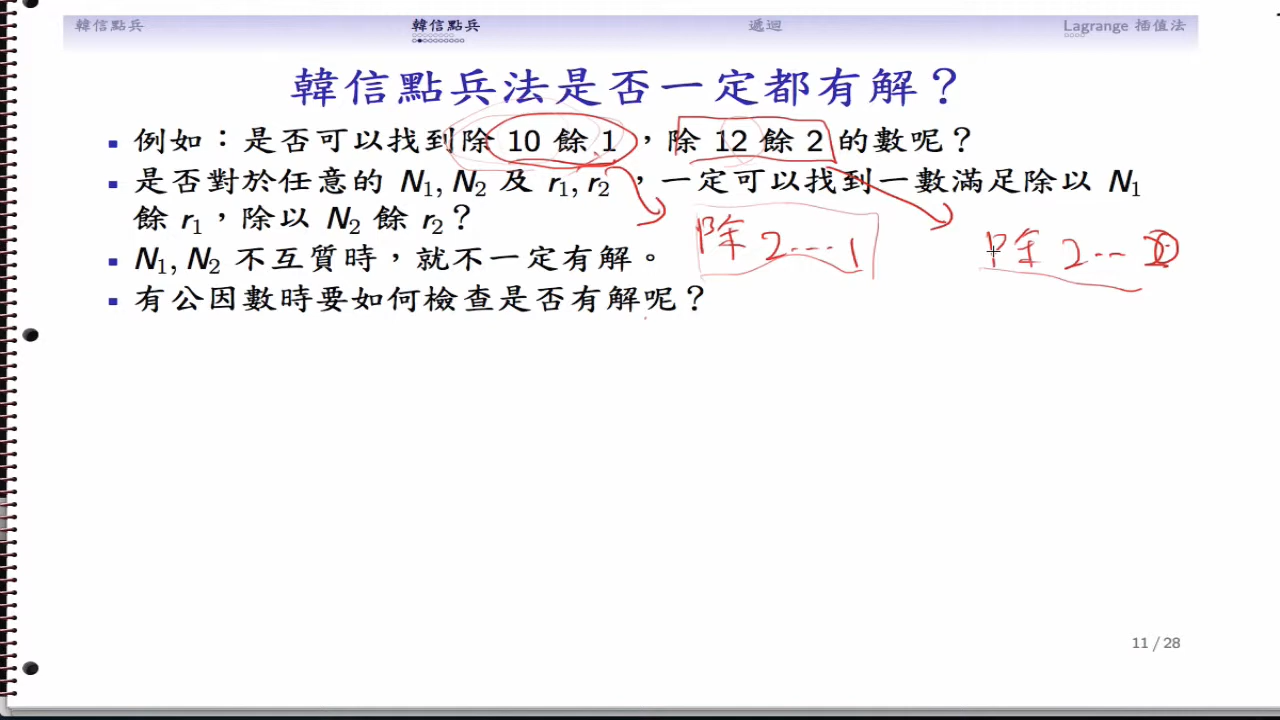 韓信點兵 韓信點兵 遞迴 Lagrange 插值法
韓信點兵法是否一定都有解？
例如：是否可以找到除 10 餘 1，除 12 餘 2 的數呢？
是否對於任意的 N₁, N₂ 及 r₁, r₂ ，一定可以找到一數滿足除以 N₁
餘 r₁，除以 N₂ 餘 r₂？
除 2…1
除 2…
N₁, N₂ 不互質時，就不一定有解。
有公因數時要如何檢查是否有解呢？
11 / 28